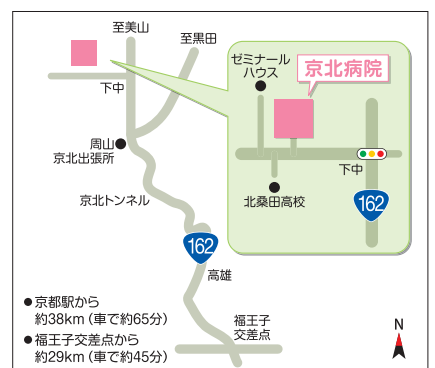 至美山
至黒田
下中
周山
京北出張所
京北トンネル
162
高雄
福王子
交差点
ゼミナール
ハウス
京北病院
下中
北桑田高校
162
●京都駅から
約38km(車で約65分)
●福王子交差点から
約29km(車で約45分)
N